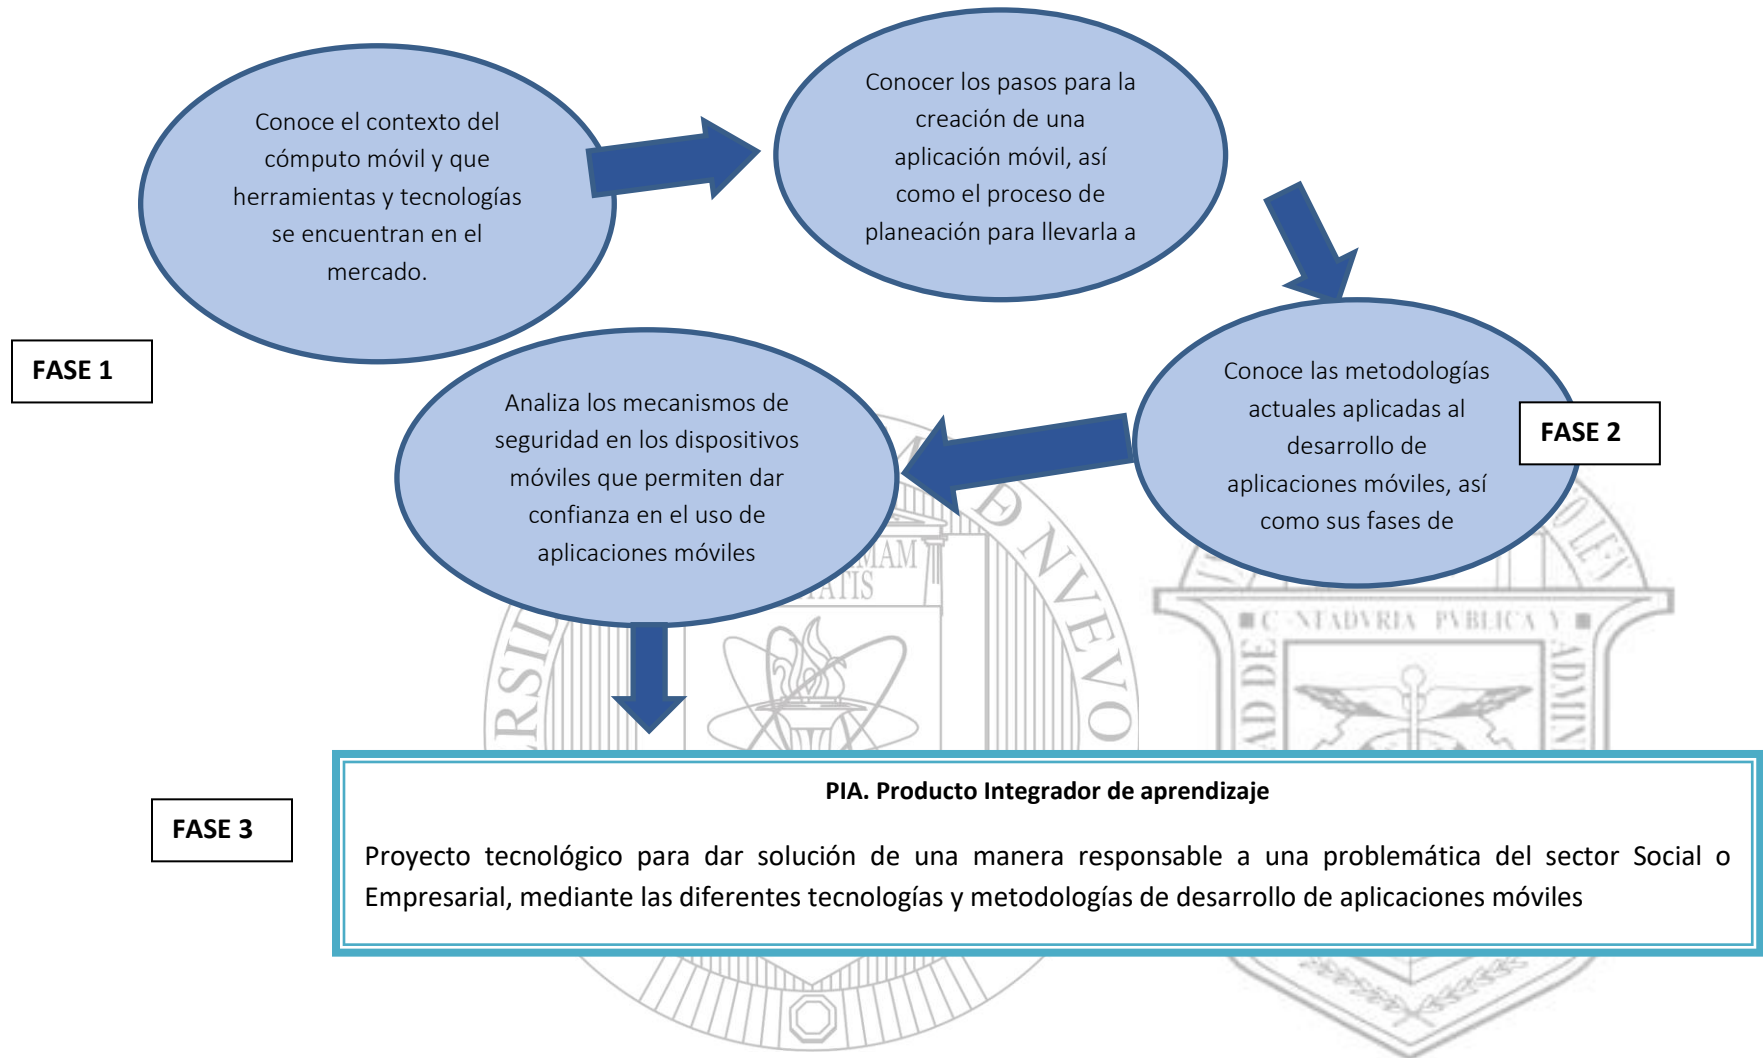 Conoce el contexto del
cómputo móvil y que
herramientas y tecnologías
se encuentran en el
mercado.
Conocer los pasos para la
creación de una
aplicación móvil, así
como el proceso de
planeación para llevarla a
FASE 1
Conoce las metodologías
actuales aplicadas al
desarrollo de
aplicaciones móviles, así
como sus fases de
FASE 2
Analiza los mecanismos de
seguridad en los dispositivos
móviles que permiten dar
confianza en el uso de
aplicaciones móviles
D NVEVO
PVBLICA Y
AD DE
FASE 3
PIA. Producto Integrador de aprendizaje
Proyecto tecnológico para dar solución de una manera responsable a una problemática del sector Social o
Empresarial, mediante las diferentes tecnologías y metodologías de desarrollo de aplicaciones móviles